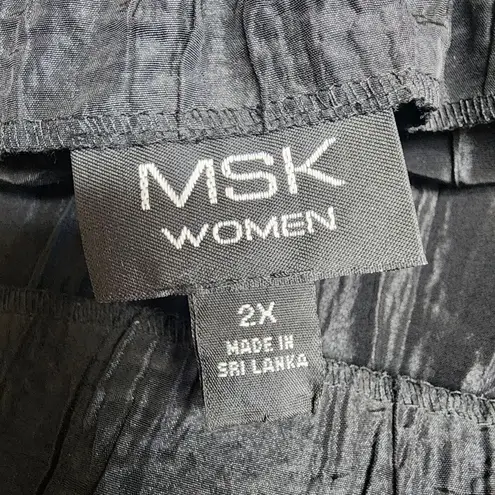 MSK
WOMEN
2X
MADE IN
SRI LANKA